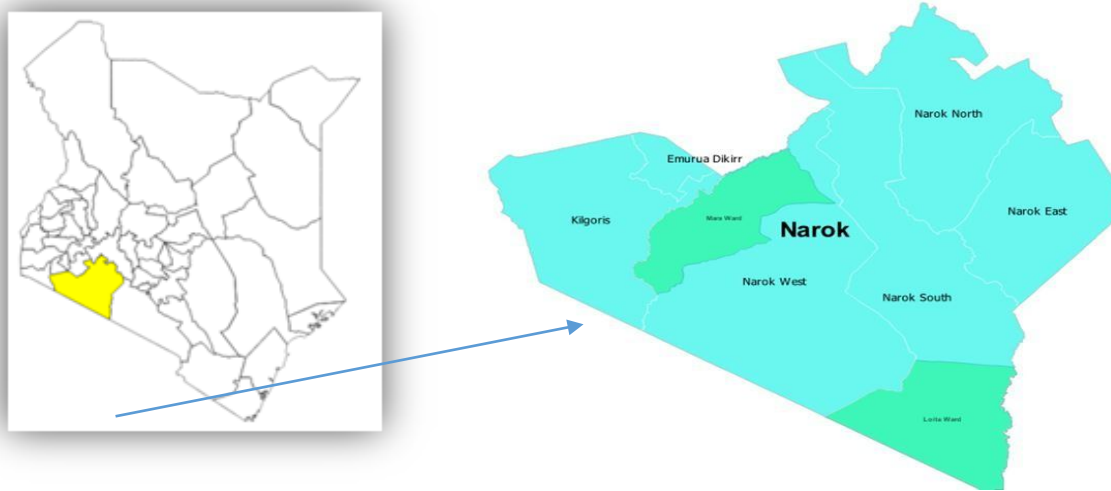 Narok North
Emurua Dikirr
Narok East
Kilgoris
Mara Ward
Narok
Narok West
Narok South
Loita Ward